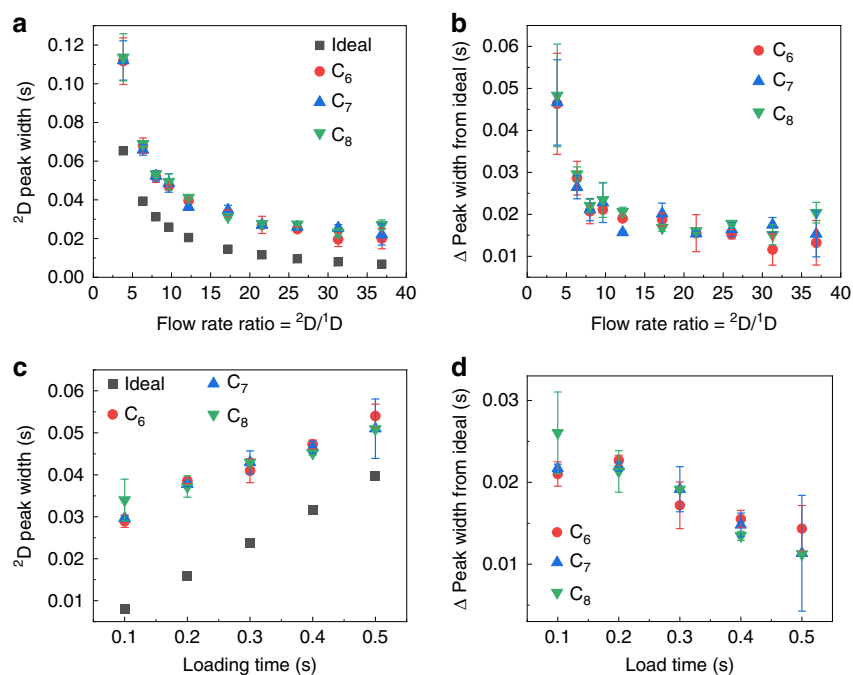 a
0.12
0.10
0.08
0.06
0.04
0.02
0.00
²D peak width (s)
Ideal
C₆
C₇
C₈
0 5 10 15 20 25 30 35 40
Flow rate ratio = ²D/¹D
b
0.06
0.05
0.04
0.03
0.02
0.01
Δ Peak width from ideal (s)
C₆
C₇
C₈
0 5 10 15 20 25 30 35 40
Flow rate ratio = ²D/¹D
c
0.06
0.05
0.04
0.03
0.02
0.01
²D peak width (s)
Ideal
C₆
C₇
C₈
0.1 0.2 0.3 0.4 0.5
Loading time (s)
d
0.03
0.02
0.01
Δ Peak width from ideal (s)
C₆
C₇
C₈
0.1 0.2 0.3 0.4 0.5
Load time (s)